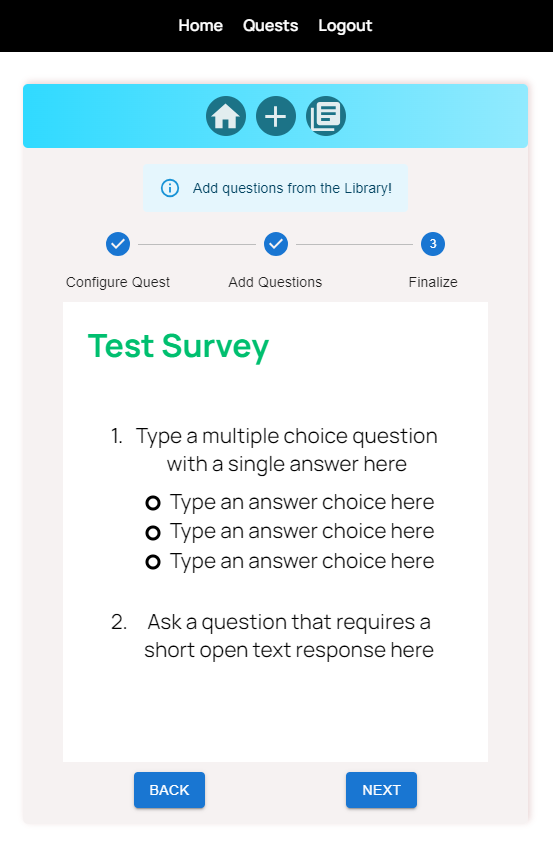 Home Quests Logout
Add questions from the Library!
3
Configure Quest Add Questions Finalize
Test Survey
1. Type a multiple choice question
with a single answer here
Type an answer choice here
Type an answer choice here
Type an answer choice here
2. Ask a question that requires a
short open text response here
BACK NEXT